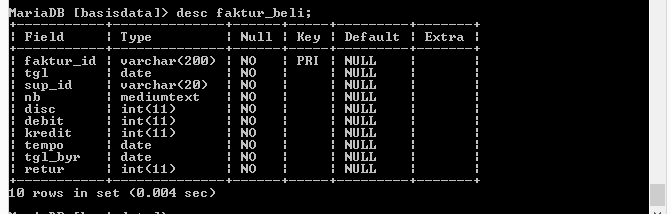 MariaDB [basisdata]> desc faktur_beli;
+-----------+--------------+------+-----+---------+-------+
| Field     | Type         | Null | Key | Default | Extra |
+-----------+--------------+------+-----+---------+-------+
| faktur_id | varchar(200) | NO   | PRI | NULL    |       |
| tgl       | date         | NO   |     | NULL    |       |
| sup_id    | varchar(20)  | NO   |     | NULL    |       |
| nb        | mediumtext   | NO   |     | NULL    |       |
| disc      | int(11)      | NO   |     | NULL    |       |
| debit     | int(11)      | NO   |     | NULL    |       |
| kredit    | int(11)      | NO   |     | NULL    |       |
| tempo     | date         | NO   |     | NULL    |       |
| tgl_byr   | date         | NO   |     | NULL    |       |
| retur     | int(11)      | NO   |     | NULL    |       |
+-----------+--------------+------+-----+---------+-------+
10 rows in set (0.004 sec)
MariaDB [basisdata]>